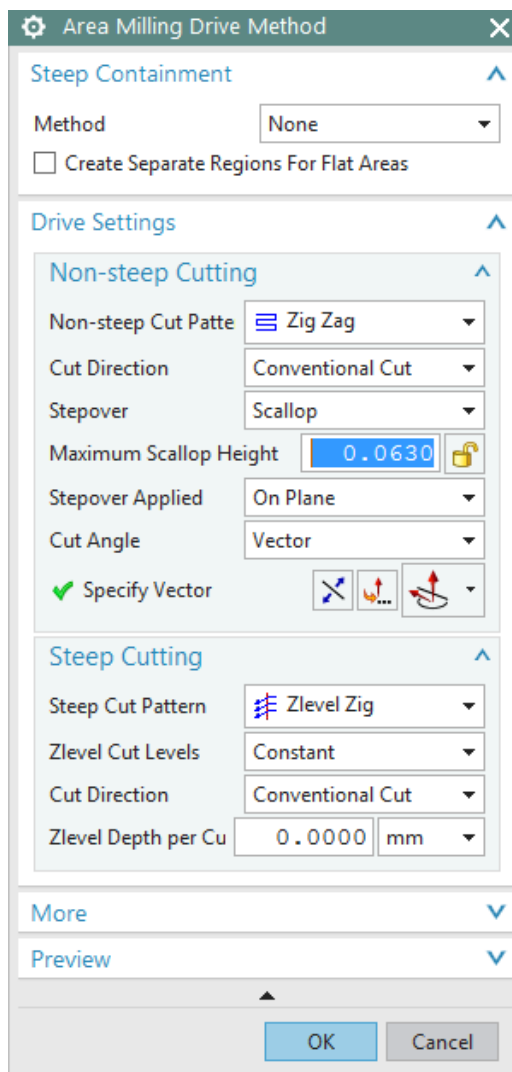 Area Milling Drive Method
Steep Containment
Method None
Create Separate Regions For Flat Areas
Drive Settings
Non-steep Cutting
Non-steep Cut Patte Zig Zag
Cut Direction Conventional Cut
Stepover Scallop
Maximum Scallop Height 0.0630
Stepover Applied On Plane
Cut Angle Vector
Specify Vector
Steep Cutting
Steep Cut Pattern Zlevel Zig
Zlevel Cut Levels Constant
Cut Direction Conventional Cut
Zlevel Depth per Cu 0.0000 mm
More
Preview
OK Cancel